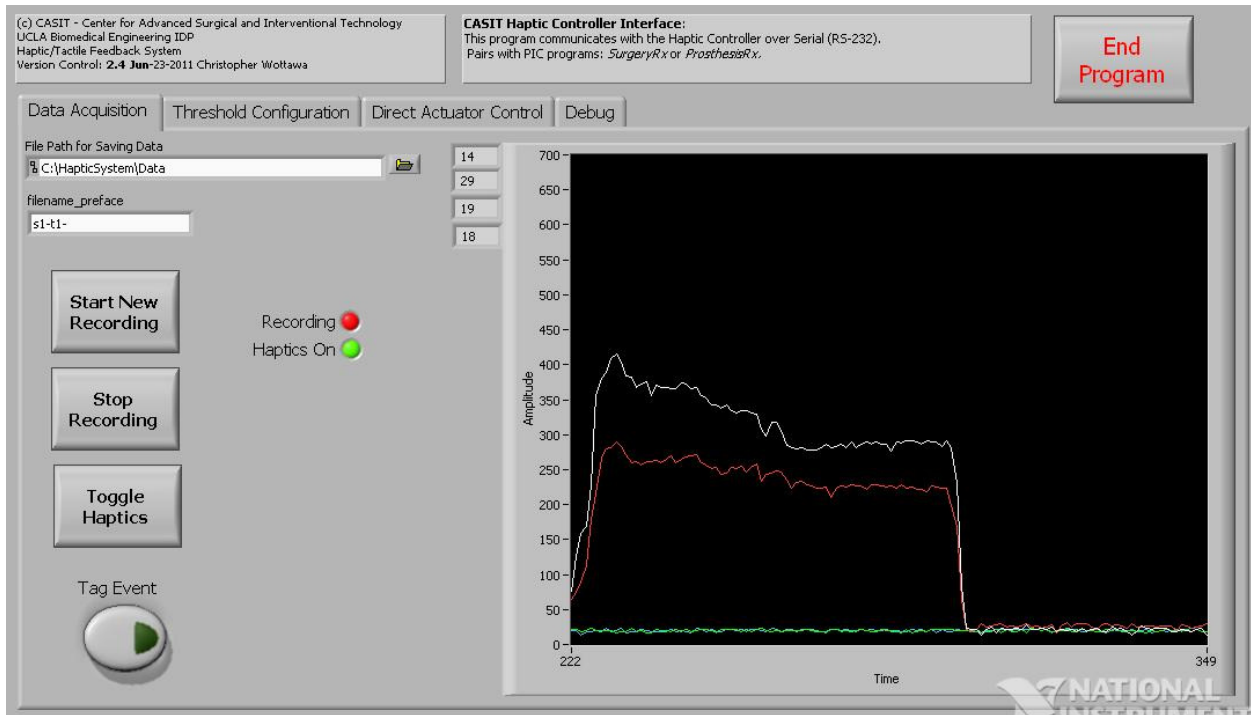 (c) CASIT - Center for Advanced Surgical and Interventional Technology
UCLA Biomedical Engineering IDP
Haptic/Tactile Feedback System
Version Control: 2.4 Jun-23-2011 Christopher Wottawa
CASIT Haptic Controller Interface:
This program communicates with the Haptic Controller over Serial (RS-232).
Pairs with PIC programs: SurgeryRx or ProsthesisRx.
End
Program
Data Acquisition
Threshold Configuration
Direct Actuator Control
Debug
File Path for Saving Data
C:\HapticSystem\Data
filename_preface
s1-t1-
Start New
Recording
Stop
Recording
Toggle
Haptics
Tag Event
Recording
Haptics On
14
29
19
18
700
650
600
550
500
450
400
350
300
250
200
150
100
50
0
Amplitude
222
349
Time
NATIONAL
INSTRUMENT